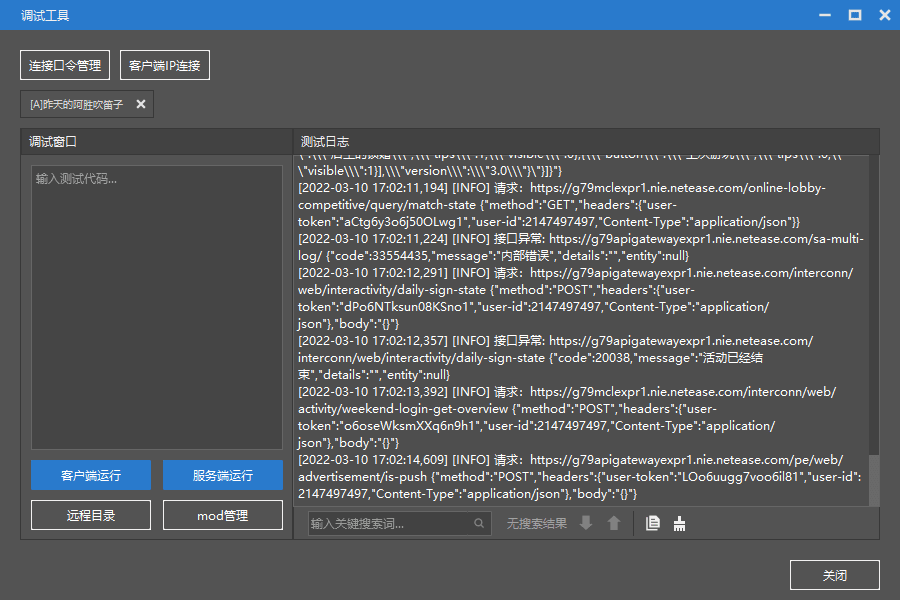 调试工具
连接口令管理 客户端IP连接
[A]昨天的阿胜吹笛子
调试窗口
输入测试代码...
客户端运行 服务端运行
远程目录 mod管理
测试日志
\"visible\\\":1}],\\\"version\\\":\\\"3.0\\\"}\"}]}"}
[2022-03-10 17:02:11,194] [INFO] 请求：https://g79mclexpr1.nie.netease.com/online-lobby-
competitive/query/match-state {"method":"GET","headers":{"user-
token":"aCtg6y3o6j50OLwg1","user-id":2147497497,"Content-Type":"application/json"}}
[2022-03-10 17:02:11,224] [INFO] 接口异常: https://g79apigatewayexpr1.nie.netease.com/sa-multi-
log/ {"code":33554435,"message":"内部错误","details":"","entity":null}
[2022-03-10 17:02:12,291] [INFO] 请求：https://g79apigatewayexpr1.nie.netease.com/interconn/
web/interactivity/daily-sign-state {"method":"POST","headers":{"user-
token":"dPo6NTksun08KSno1","user-id":2147497497,"Content-Type":"application/
json"},"body":"{}"}
[2022-03-10 17:02:12,357] [INFO] 接口异常: https://g79apigatewayexpr1.nie.netease.com/
interconn/web/interactivity/daily-sign-state {"code":20038,"message":"活动已经结
束","details":"","entity":null}
[2022-03-10 17:02:13,392] [INFO] 请求：https://g79mclexpr1.nie.netease.com/interconn/web/
activity/weekend-login-get-overview {"method":"POST","headers":{"user-
token":"o6oseWksmXXq6n9h1","user-id":2147497497,"Content-Type":"application/
json"},"body":"{}"}
[2022-03-10 17:02:14,609] [INFO] 请求：https://g79apigatewayexpr1.nie.netease.com/pe/web/
advertisement/is-push {"method":"POST","headers":{"user-token":"LOo6uugg7voo6il81","user-id":
2147497497,"Content-Type":"application/json"},"body":"{}"}
输入关键搜索词... 无搜索结果
关闭